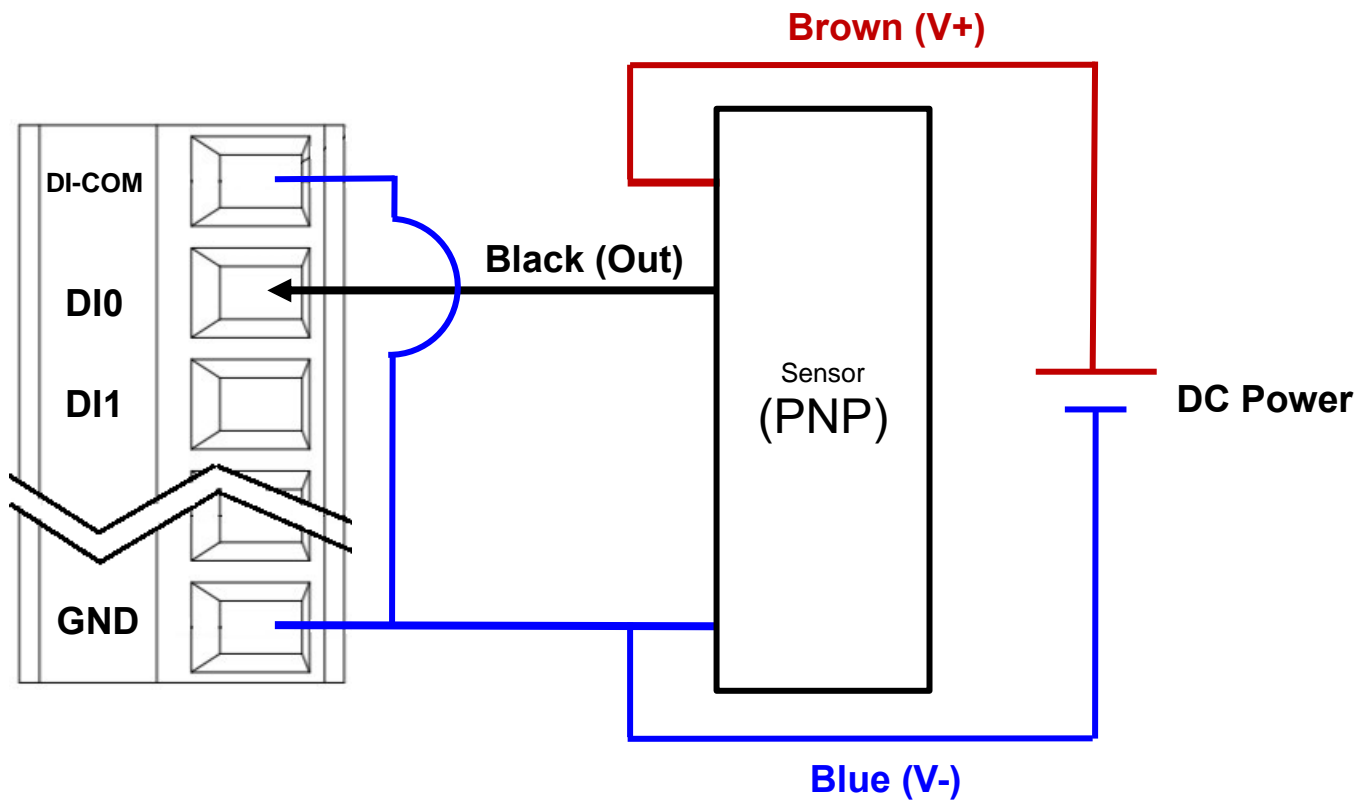 Brown (V+)
DI-COM
Black (Out)
DI0
DI1
Sensor
(PNP)
DC Power
GND
Blue (V-)